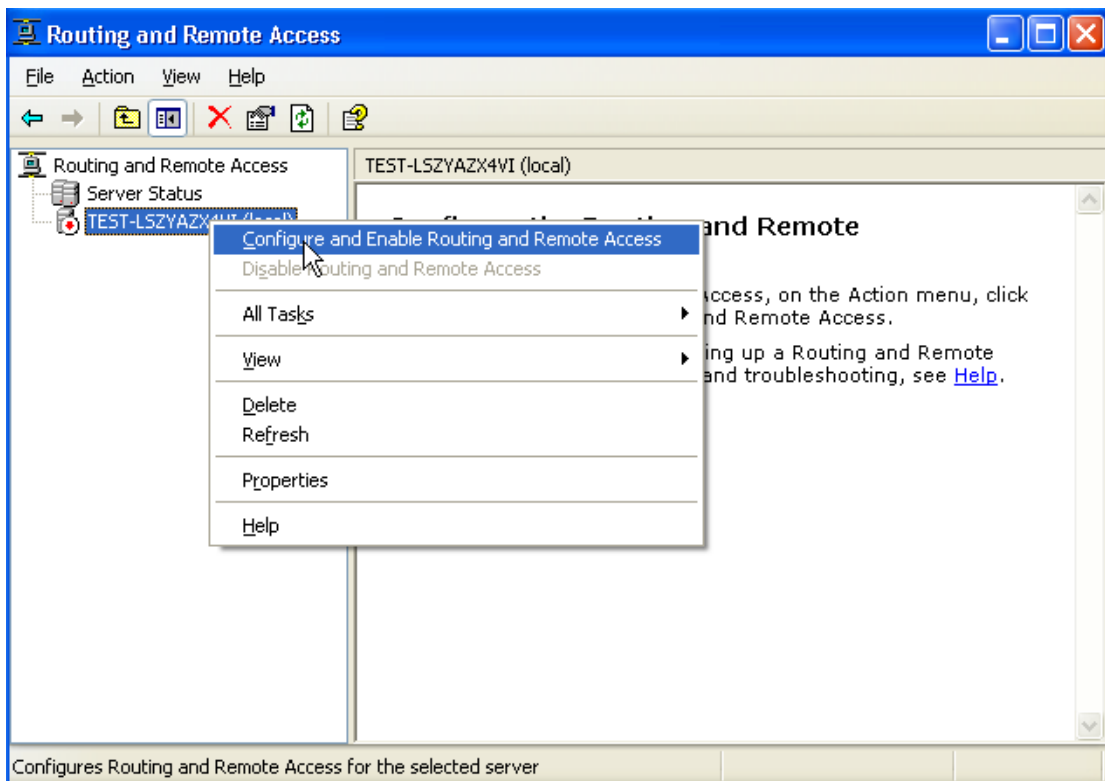 Routing and Remote Access
File Action View Help
Routing and Remote Access
Server Status
TEST-LSZYAZX4VI (local)
TEST-LSZYAZX4VI (local)
and Remote
Configure and Enable Routing and Remote Access
Disable Routing and Remote Access
All Tasks
View
Delete
Refresh
Properties
Help
Access, on the Action menu, click
nd Remote Access.
ing up a Routing and Remote
and troubleshooting, see Help.
Configures Routing and Remote Access for the selected server